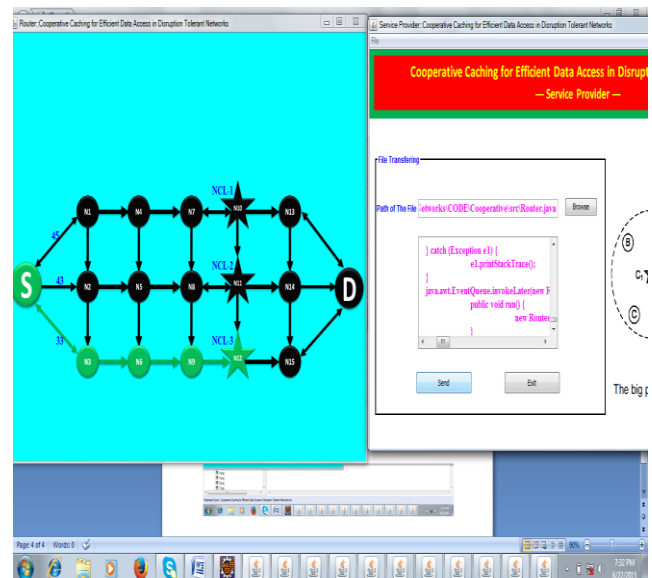 Router::Cooperative Caching for Efficient Data Access in Disruption Tolerant Networks
NCL-1
N1
N4
N7
N10
N13
45
S
43
NCL-2
N2
N5
N8
N11
N14
D
33
NCL-3
N3
N6
N9
N12
N15
Service Provider::Cooperative Caching for Efficient Data Access in Disruption Tolerant Networks
File
Cooperative Caching for Efficient Data Access in Disrupt
--- Service Provider ---
File Transfering
Path of The File
etworks\CODE\Cooperative\src\Router.java
Browse
} catch (Exception e1) {
e1.printStackTrace();
}
java.awt.EventQueue.invokeLater(new R
public void run() {
new Router
}
Send
Exit
B
C1
C
The big p
Page: 4 of 4
Words: 0
90%
7:32 PM
5/22/2015